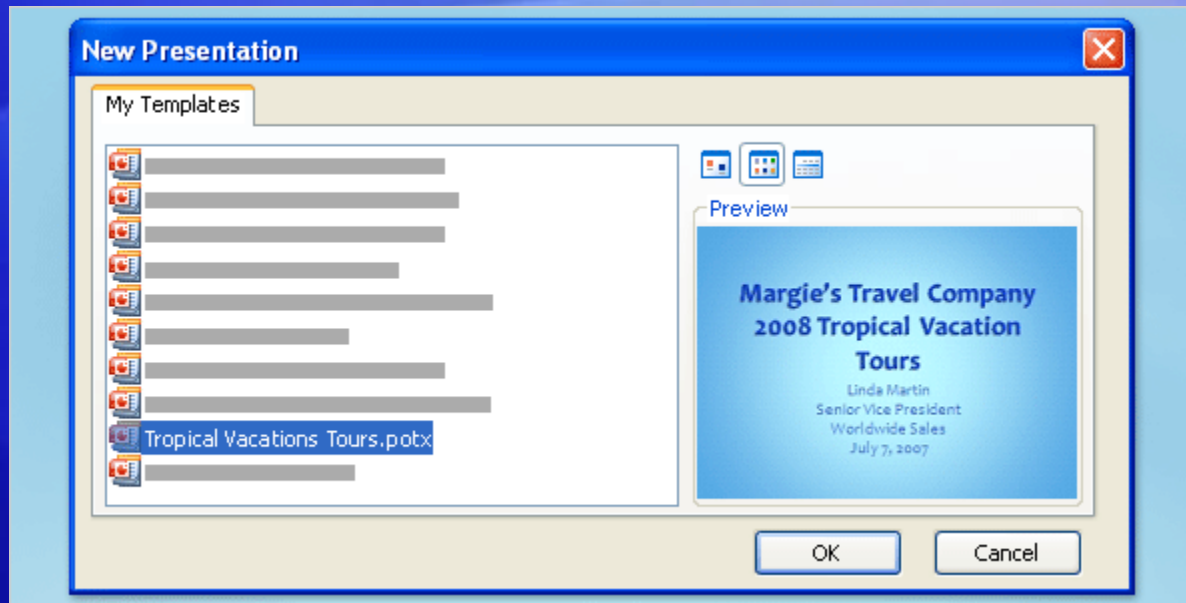 New Presentation
My Templates
Tropical Vacations Tours.potx
Preview
Margie's Travel Company
2008 Tropical Vacation
Tours
Linda Martin
Senior Vice President
Worldwide Sales
July 7, 2007
OK
Cancel